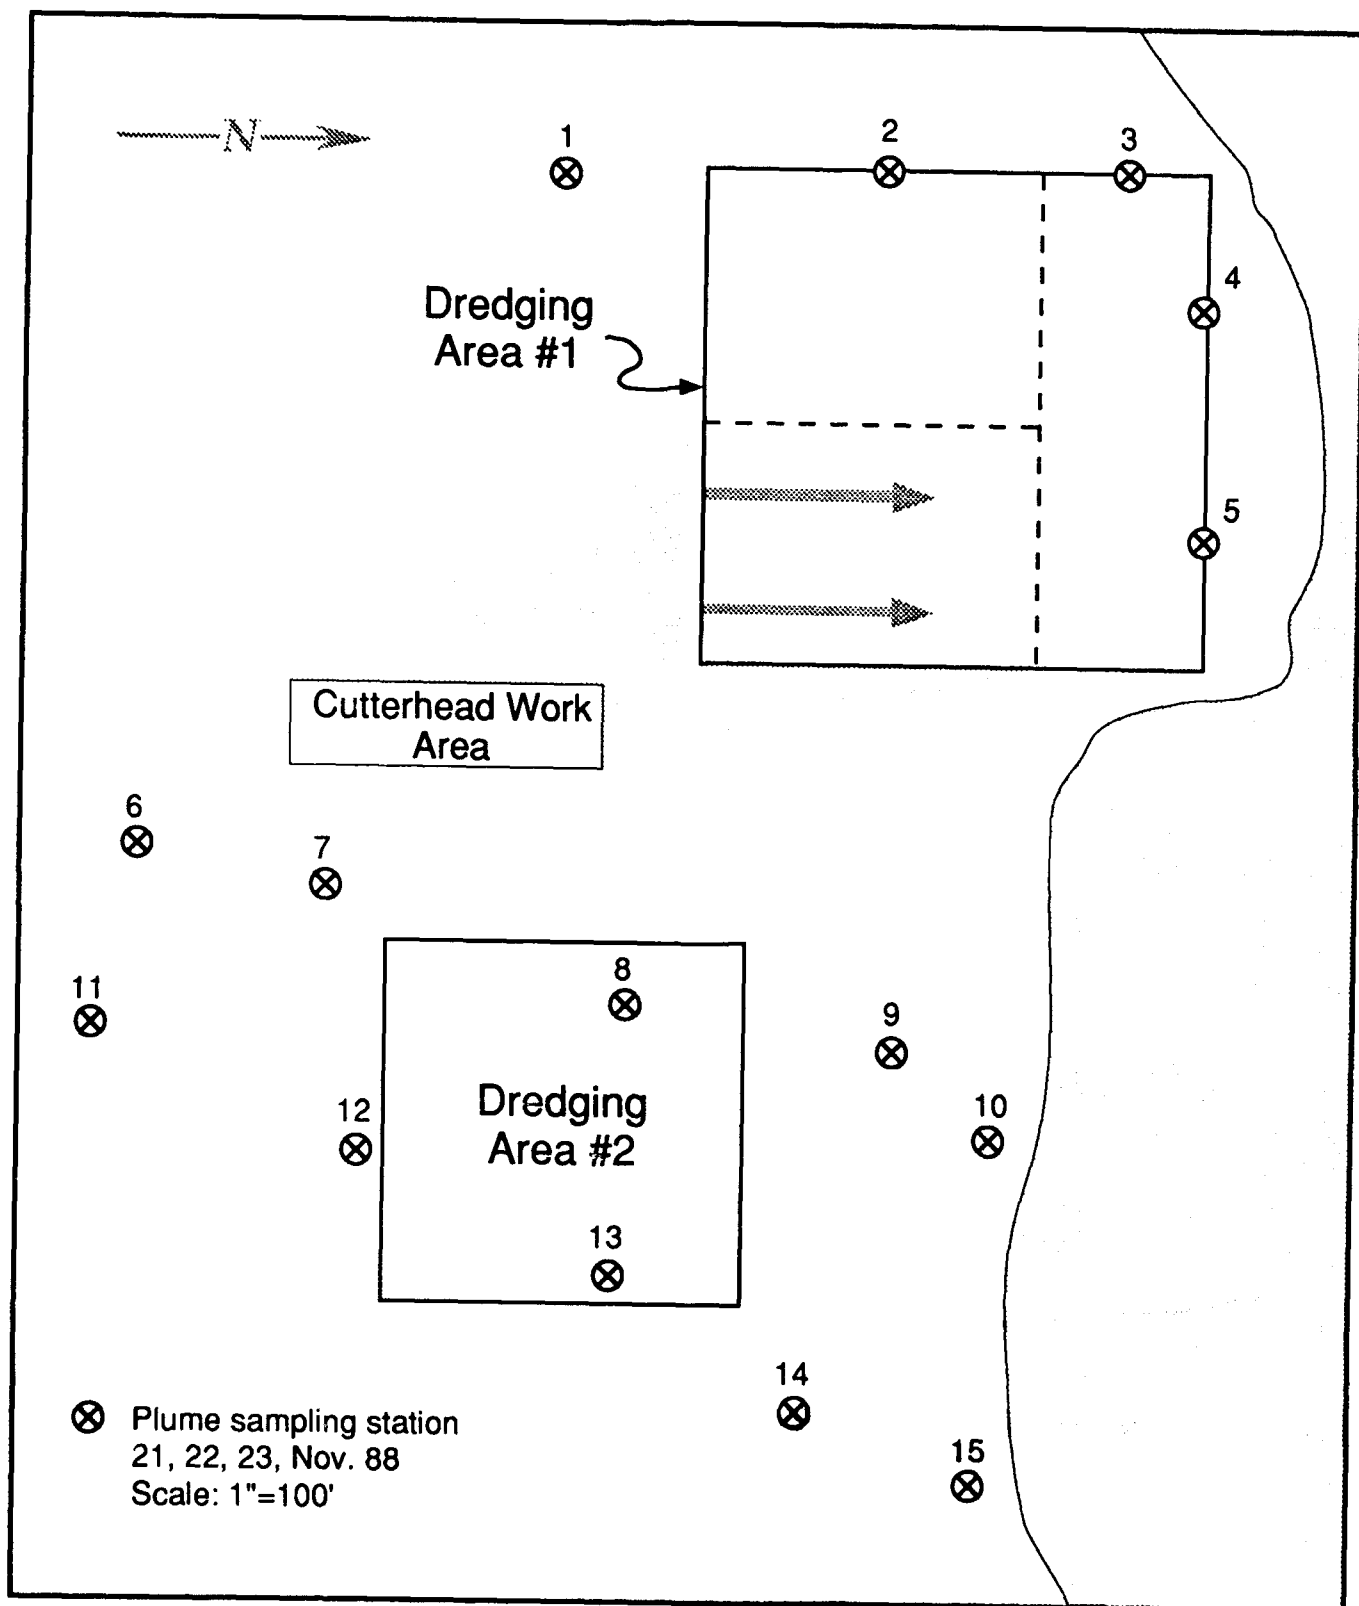 N
1
2
3
4
Dredging
Area #1
5
Cutterhead Work
Area
6
7
8
11
9
Dredging
Area #2
12
10
13
14
Plume sampling station
21, 22, 23, Nov. 88
Scale: 1"=100'
15